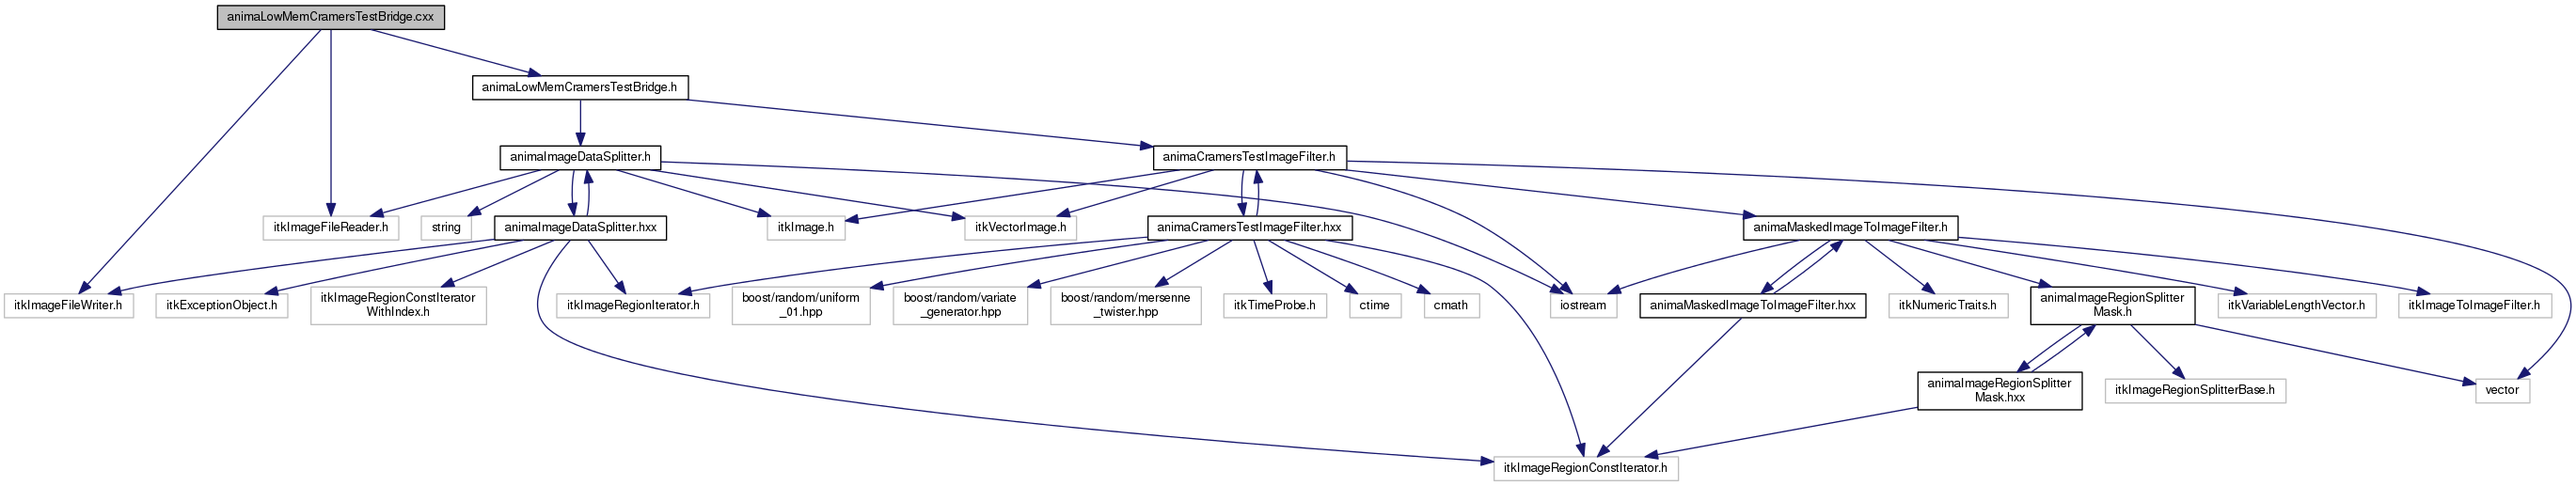 animaLowMemCramersTestBridge.cxx
animaLowMemCramersTestBridge.h
animaImageDataSplitter.h
animaCramersTestImageFilter.h
itkImageFileReader.h
string
animaImageDataSplitter.hxx
itkImage.h
itkVectorImage.h
animaCramersTestImageFilter.hxx
animaMaskedImageToImageFilter.h
itkImageFileWriter.h
itkExceptionObject.h
itkImageRegionConstIterator
WithIndex.h
itkImageRegionIterator.h
boost/random/uniform
_01.hpp
boost/random/variate
_generator.hpp
boost/random/mersenne
_twister.hpp
itkTimeProbe.h
ctime
cmath
iostream
animaMaskedImageToImageFilter.hxx
itkNumericTraits.h
animaImageRegionSplitter
Mask.h
itkVariableLengthVector.h
itkImageToImageFilter.h
animaImageRegionSplitter
Mask.hxx
itkImageRegionSplitterBase.h
vector
itkImageRegionConstIterator.h